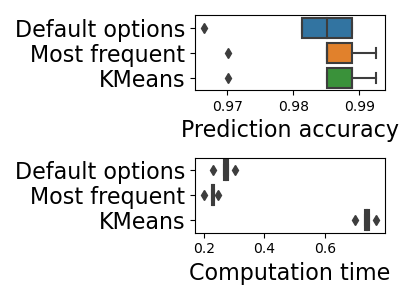 Default options
Most frequent
KMeans
0.97 0.98 0.99
Prediction accuracy
Default options
Most frequent
KMeans
0.2 0.4 0.6
Computation time